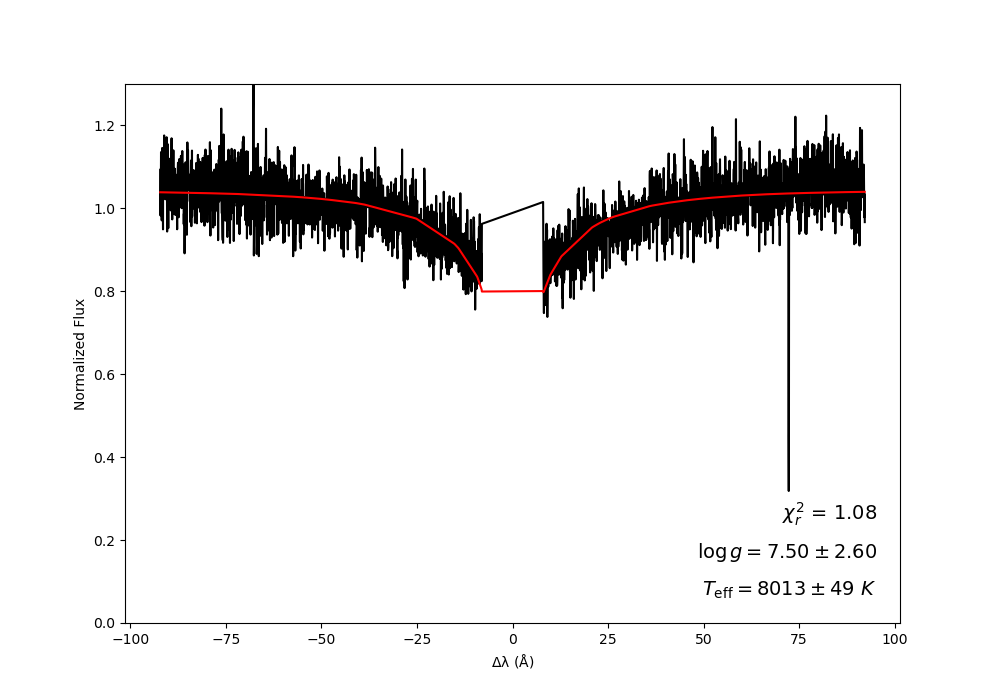 1.2
1.0
0.8
0.6
0.4
0.2
0.0
Normalized Flux
χ²ᵣ = 1.08
log g = 7.50 ± 2.60
T_eff = 8013 ± 49 K
−100 −75 −50 −25 0 25 50 75 100
Δλ (Å)